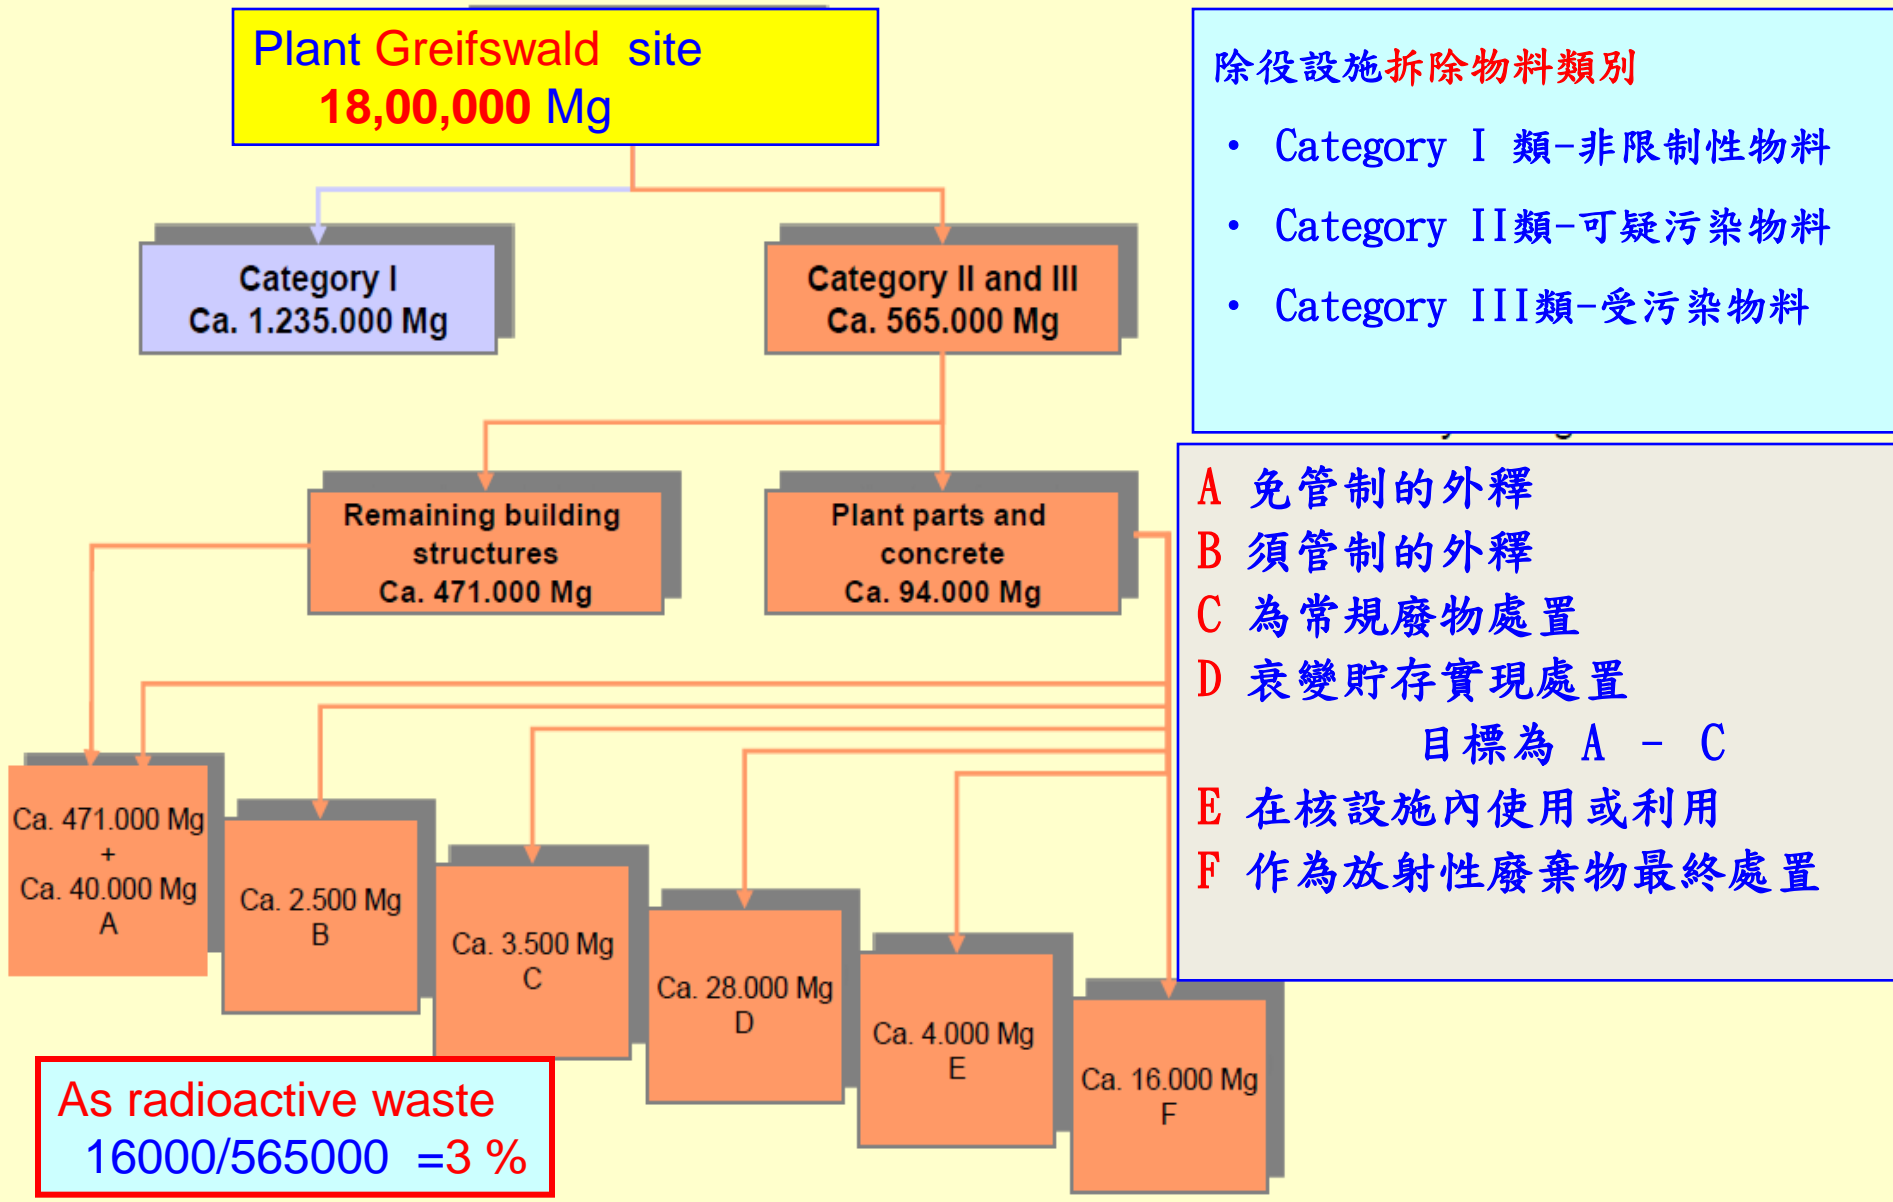 Plant Greifswald site
18,00,000 Mg
除役設施拆除物料類別
• Category I 類-非限制性物料
• Category II類-可疑污染物料
• Category III類-受污染物料
Category I
Ca. 1.235.000 Mg
Category II and III
Ca. 565.000 Mg
Remaining building
structures
Ca. 471.000 Mg
Plant parts and
concrete
Ca. 94.000 Mg
A 免管制的外釋
B 須管制的外釋
C 為常規廢物處置
D 衰變貯存實現處置
目標為 A - C
E 在核設施內使用或利用
F 作為放射性廢棄物最終處置
Ca. 471.000 Mg
+
Ca. 40.000 Mg
A
Ca. 2.500 Mg
B
Ca. 3.500 Mg
C
Ca. 28.000 Mg
D
Ca. 4.000 Mg
E
Ca. 16.000 Mg
F
As radioactive waste
16000/565000 =3 %